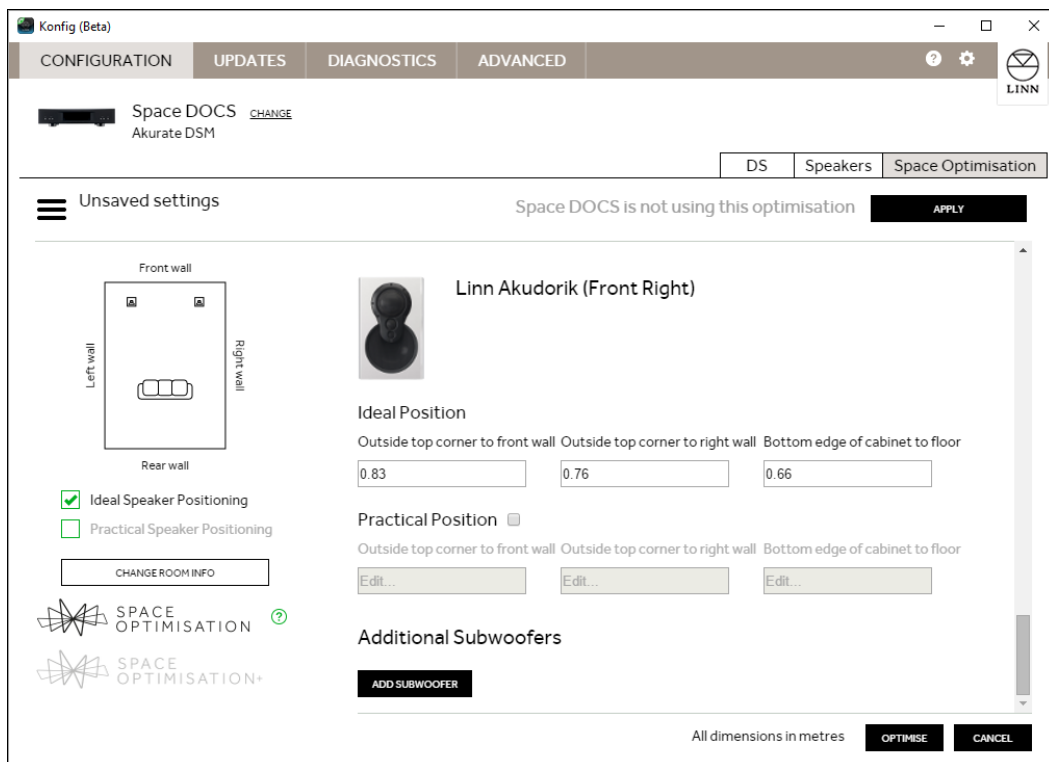 Konfig (Beta)
CONFIGURATION UPDATES DIAGNOSTICS ADVANCED
LINN
Space DOCS CHANGE
Akurate DSM
DS Speakers Space Optimisation
Unsaved settings
Space DOCS is not using this optimisation APPLY
Front wall
Left wall
Right wall
Rear wall
Ideal Speaker Positioning
Practical Speaker Positioning
CHANGE ROOM INFO
SPACE
OPTIMISATION ?
SPACE
OPTIMISATION+
Linn Akudorik (Front Right)
Ideal Position
Outside top corner to front wall Outside top corner to right wall Bottom edge of cabinet to floor
0.83 0.76 0.66
Practical Position
Outside top corner to front wall Outside top corner to right wall Bottom edge of cabinet to floor
Edit... Edit... Edit...
Additional Subwoofers
ADD SUBWOOFER
All dimensions in metres OPTIMISE CANCEL